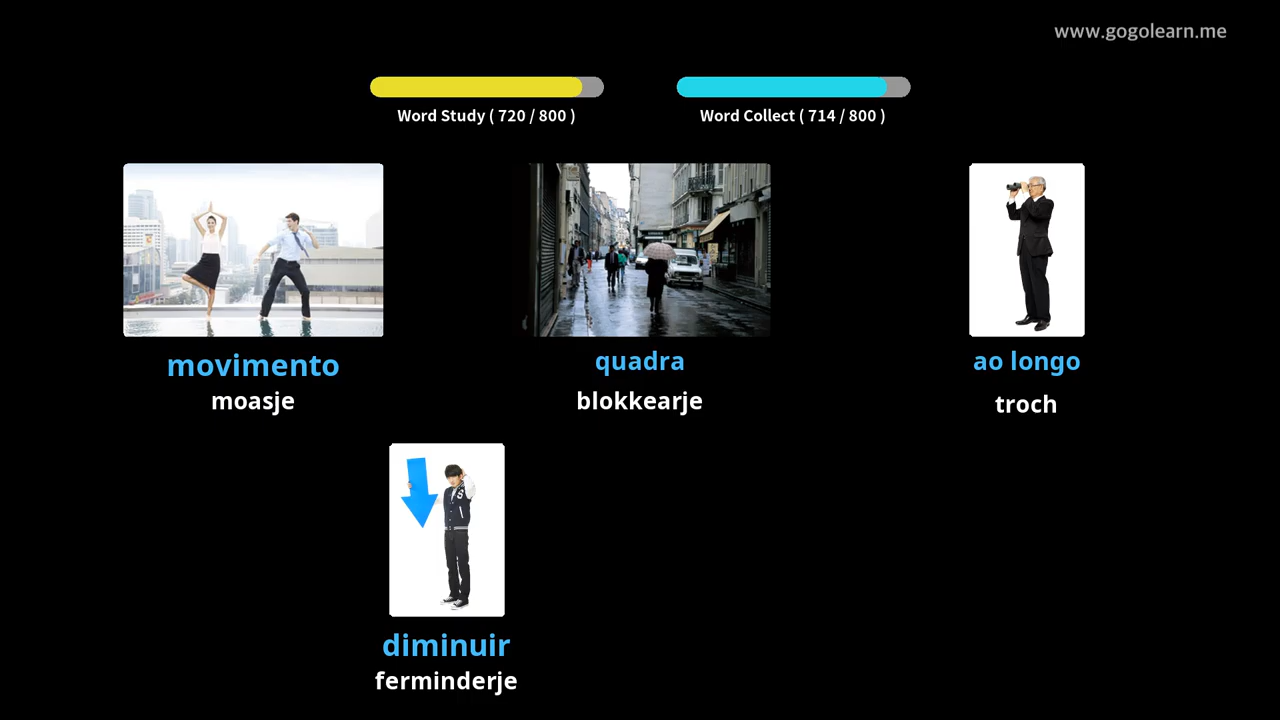 www.gogolearn.me
Word Study ( 720 / 800 )
Word Collect ( 714 / 800 )
movimento
moasje
quadra
blokkearje
ao longo
troch
diminuir
ferminderje